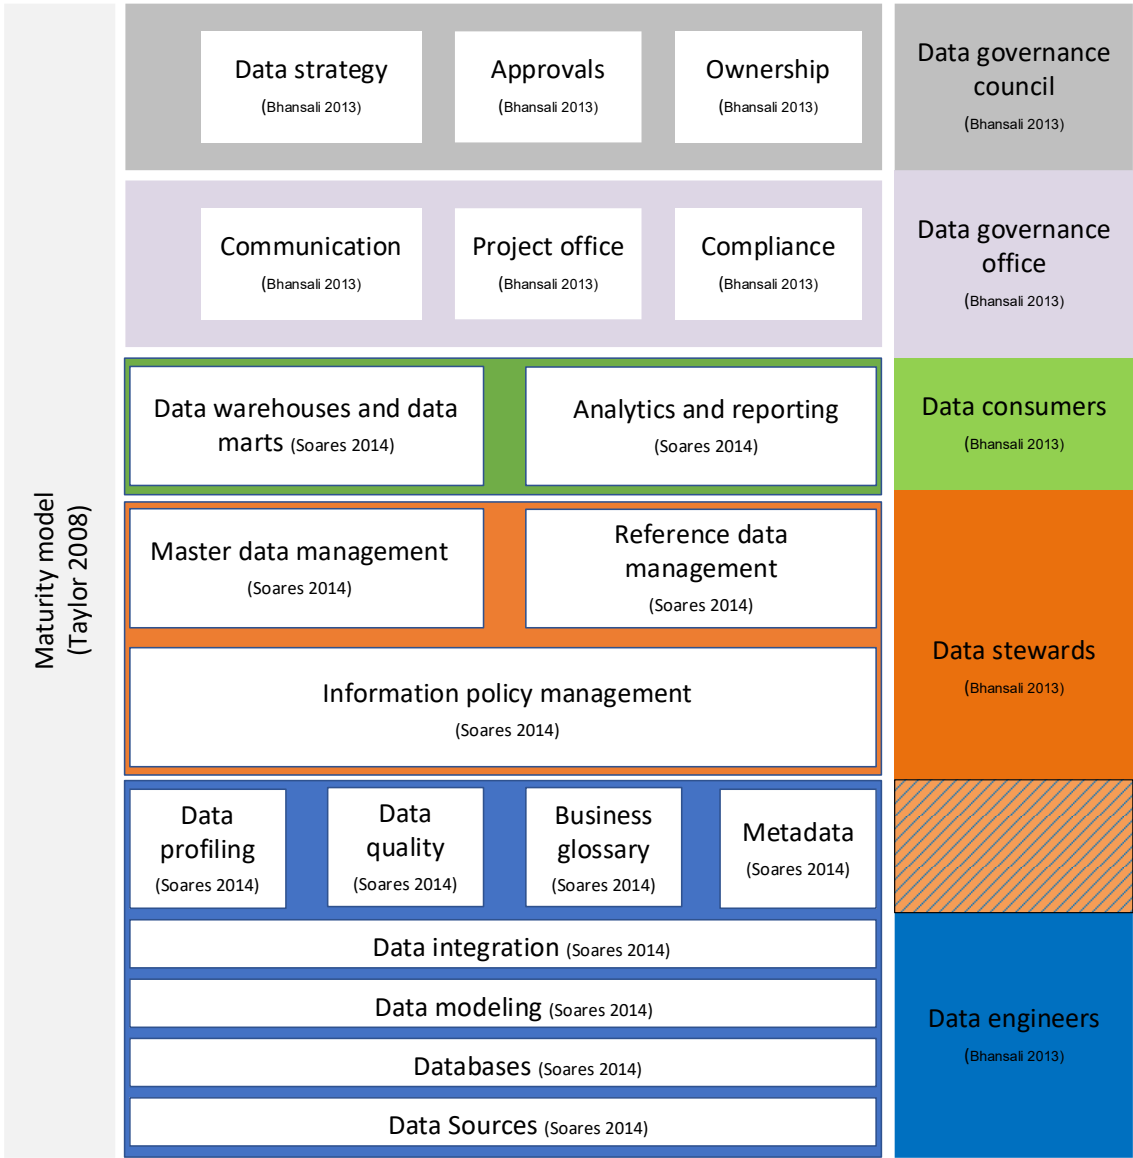 Maturity model
(Taylor 2008)
Data strategy
(Bhansali 2013)
Approvals
(Bhansali 2013)
Ownership
(Bhansali 2013)
Data governance
council
(Bhansali 2013)
Communication
(Bhansali 2013)
Project office
(Bhansali 2013)
Compliance
(Bhansali 2013)
Data governance
office
(Bhansali 2013)
Data warehouses and data
marts (Soares 2014)
Analytics and reporting
(Soares 2014)
Data consumers
(Bhansali 2013)
Master data management
(Soares 2014)
Reference data
management
(Soares 2014)
Information policy management
(Soares 2014)
Data stewards
(Bhansali 2013)
Data
profiling
(Soares 2014)
Data
quality
(Soares 2014)
Business
glossary
(Soares 2014)
Metadata
(Soares 2014)
Data integration (Soares 2014)
Data modeling (Soares 2014)
Databases (Soares 2014)
Data Sources (Soares 2014)
Data engineers
(Bhansali 2013)